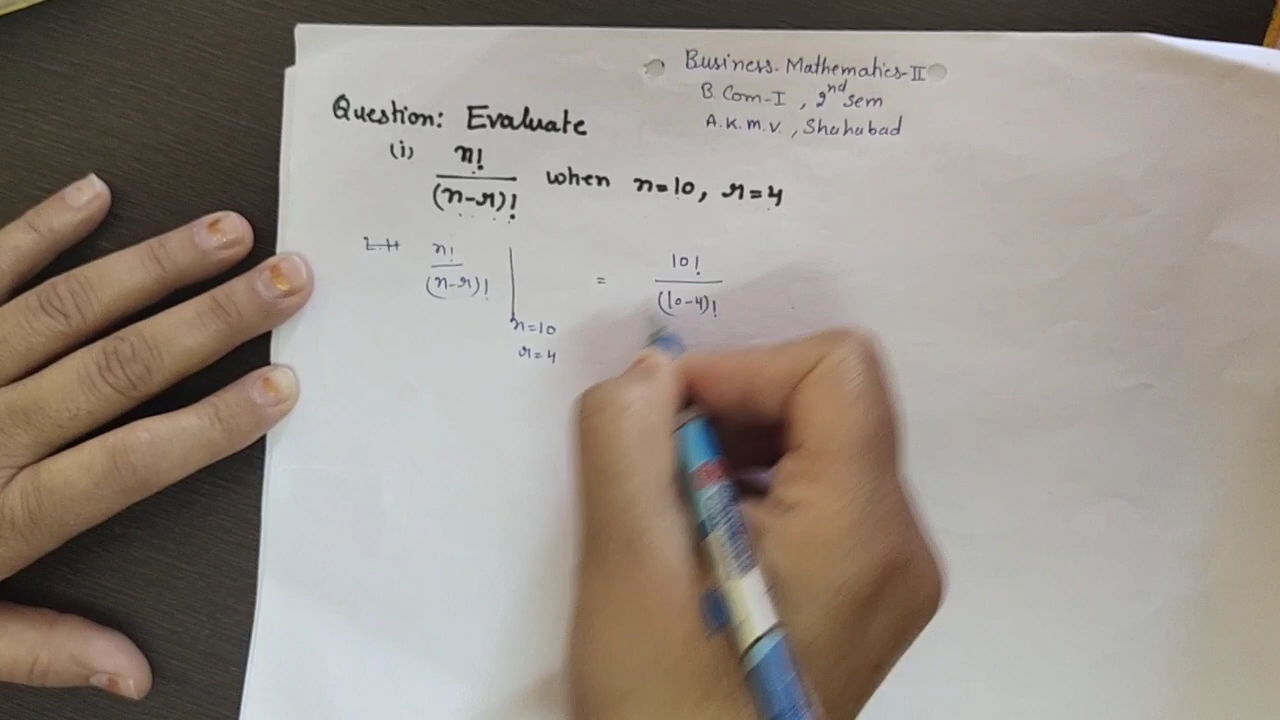 Business Mathematics-II
B. Com-I, 2nd sem
A.K.M.V., Shahabad
Question: Evaluate
(i) n!/(n-r)! when n=10, r=4
n!/(n-r)! | n=10 r=4 = 10!/(10-4)!